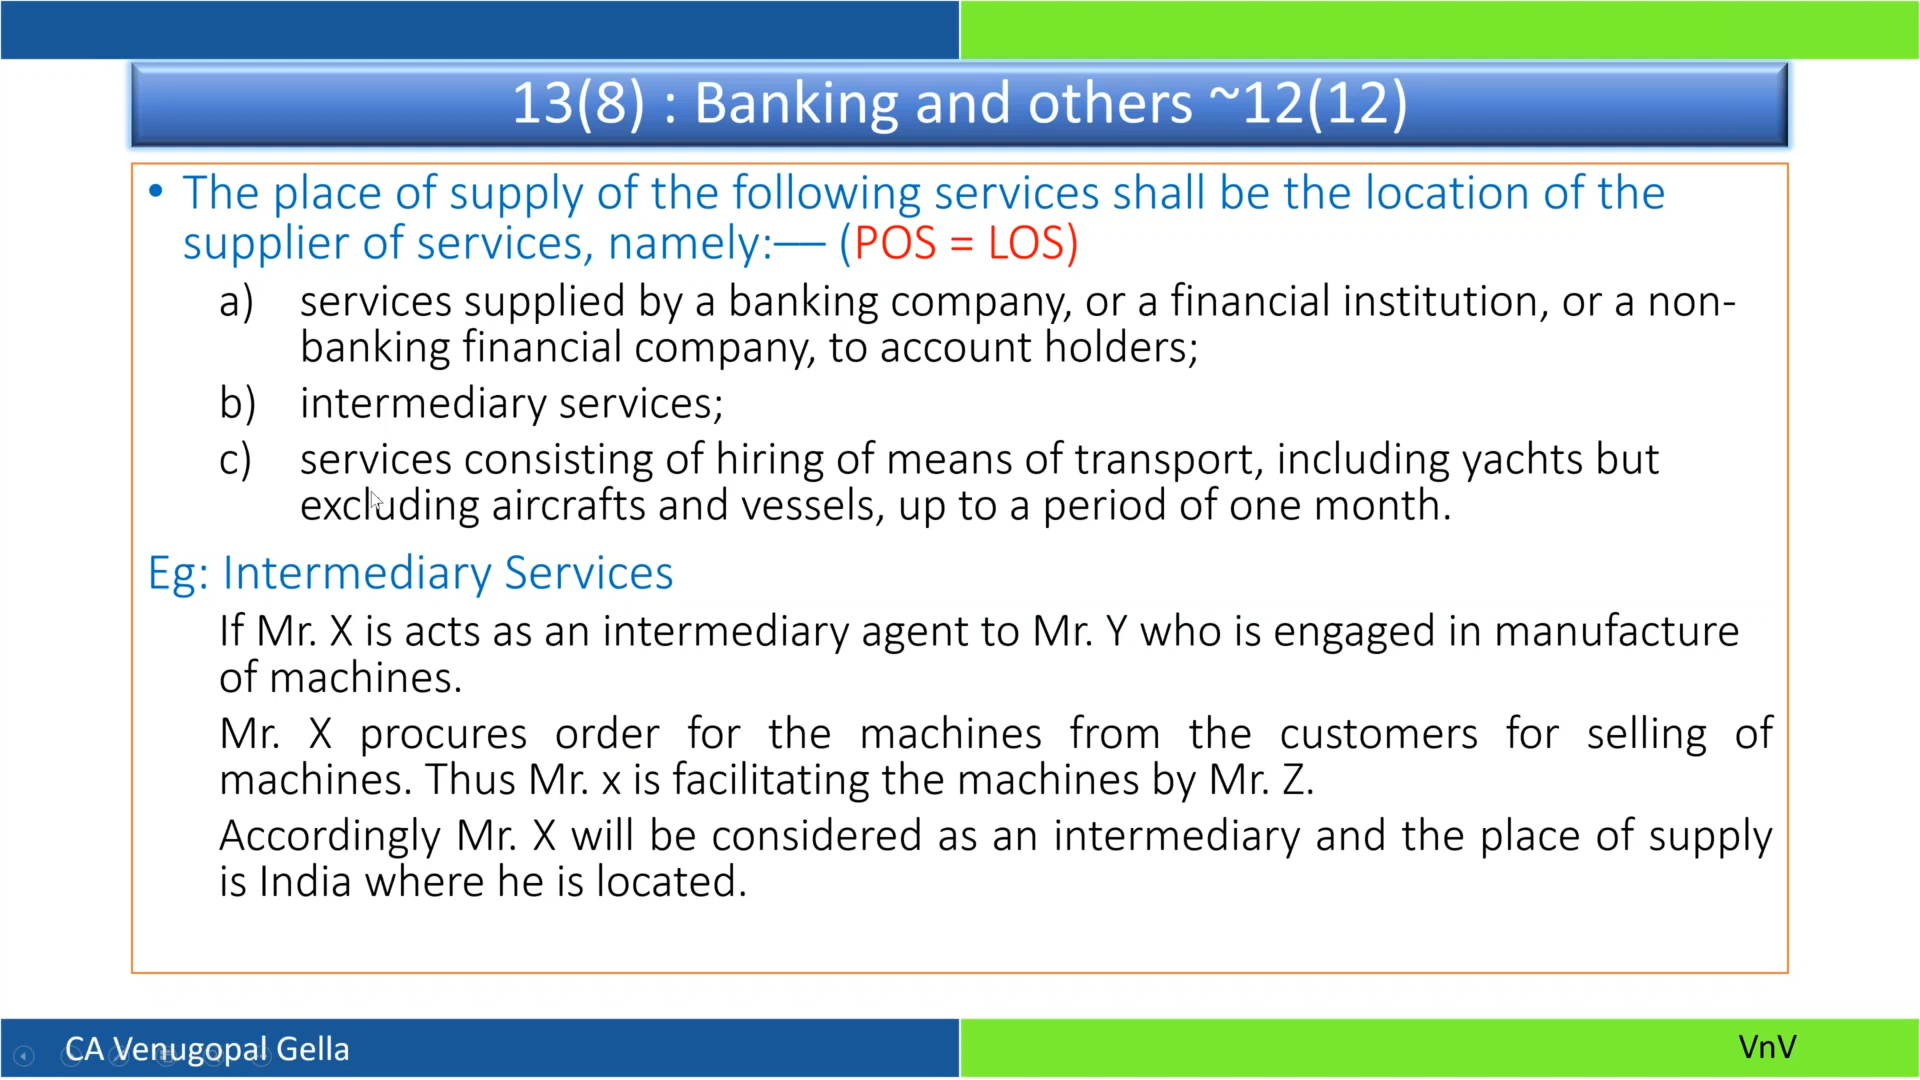 13(8) : Banking and others ~12(12)
• The place of supply of the following services shall be the location of the
supplier of services, namely:–– (POS = LOS)
a) services supplied by a banking company, or a financial institution, or a non-
banking financial company, to account holders;
b) intermediary services;
c) services consisting of hiring of means of transport, including yachts but
excluding aircrafts and vessels, up to a period of one month.
Eg: Intermediary Services
If Mr. X is acts as an intermediary agent to Mr. Y who is engaged in manufacture
of machines.
Mr. X procures order for the machines from the customers for selling of
machines. Thus Mr. x is facilitating the machines by Mr. Z.
Accordingly Mr. X will be considered as an intermediary and the place of supply
is India where he is located.
CA Venugopal Gella
VnV